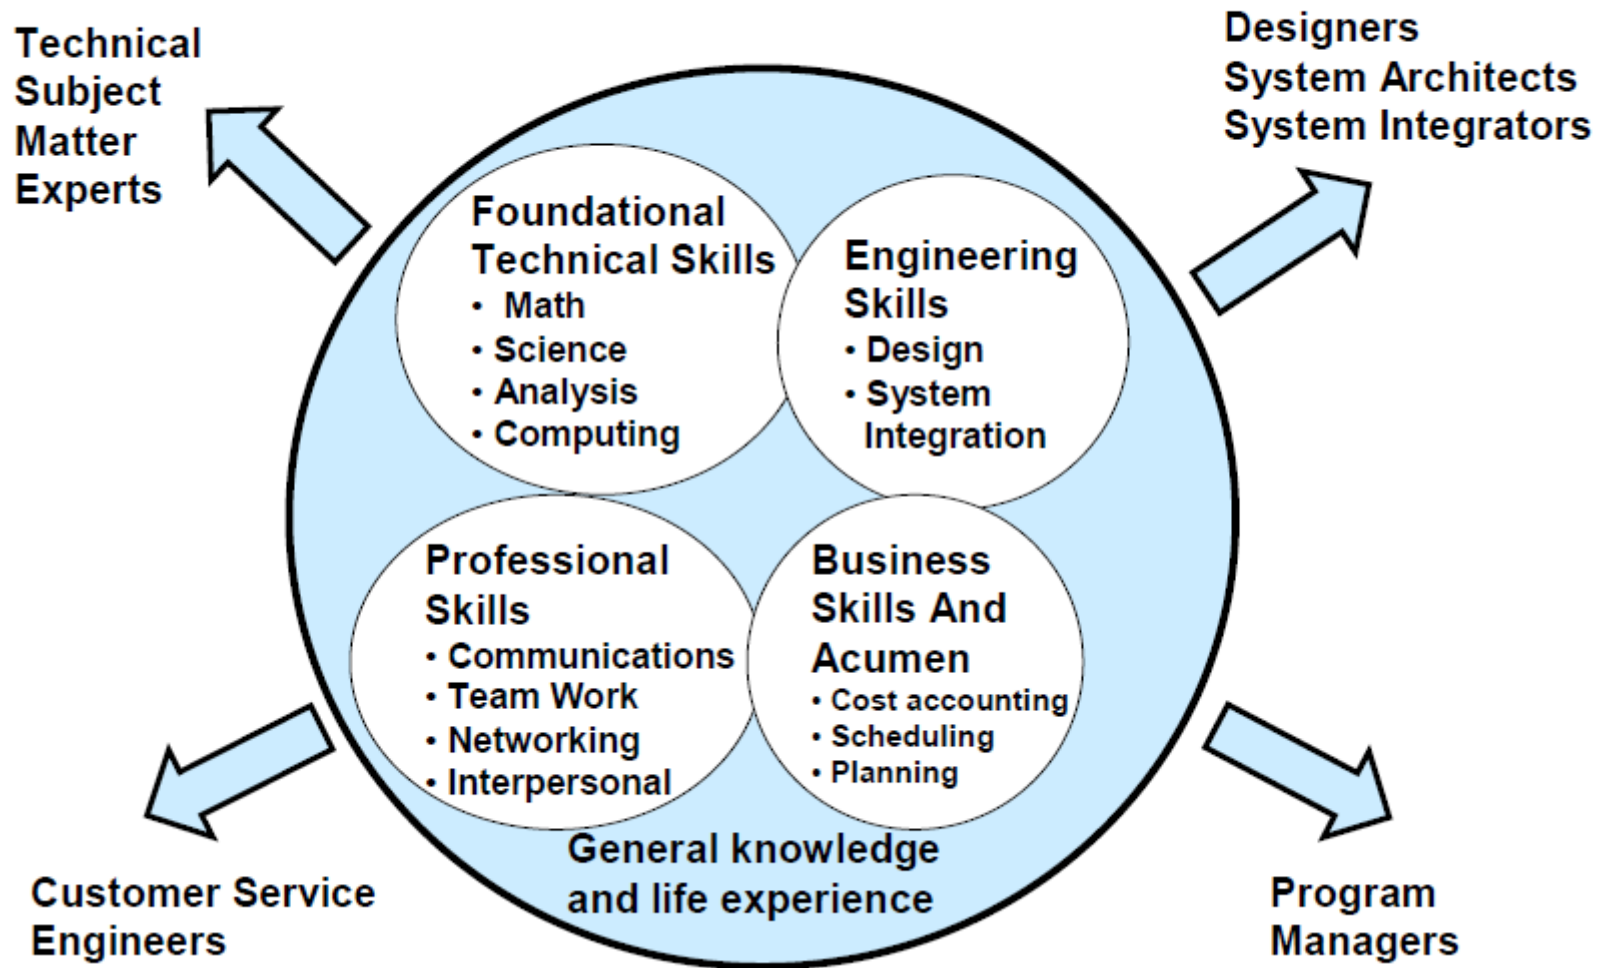 Technical
Subject
Matter
Experts
Designers
System Architects
System Integrators
Foundational
Technical Skills
• Math
• Science
• Analysis
• Computing
Engineering
Skills
• Design
• System
Integration
Professional
Skills
• Communications
• Team Work
• Networking
• Interpersonal
Business
Skills And
Acumen
• Cost accounting
• Scheduling
• Planning
General knowledge
and life experience
Customer Service
Engineers
Program
Managers